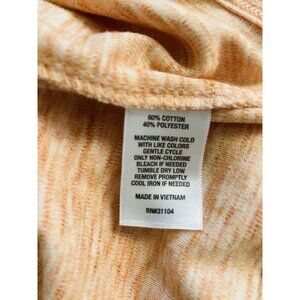 60% COTTON
40% POLYESTER
MACHINE WASH COLD
WITH LIKE COLORS
GENTLE CYCLE
ONLY NON-CHLORINE
BLEACH IF NEEDED
TUMBLE DRY LOW
REMOVE PROMPTLY
COOL IRON IF NEEDED
MADE IN VIETNAM
RN#31104